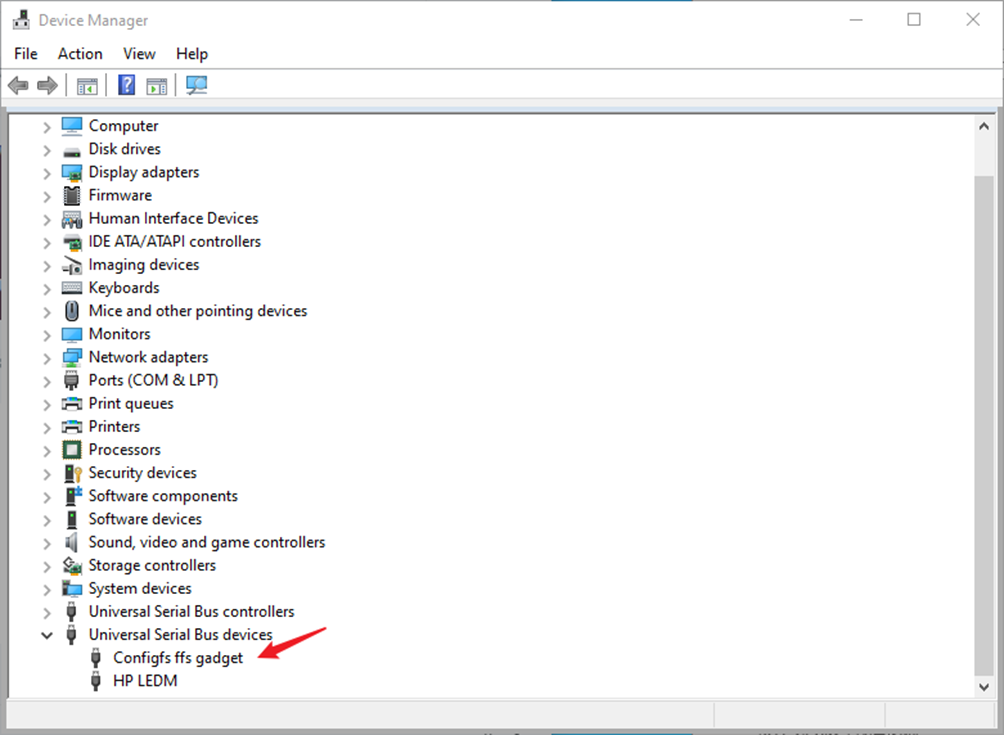 Device Manager
File Action View Help
Computer
Disk drives
Display adapters
Firmware
Human Interface Devices
IDE ATA/ATAPI controllers
Imaging devices
Keyboards
Mice and other pointing devices
Monitors
Network adapters
Ports (COM & LPT)
Print queues
Printers
Processors
Security devices
Software components
Software devices
Sound, video and game controllers
Storage controllers
System devices
Universal Serial Bus controllers
Universal Serial Bus devices
Configfs ffs gadget
HP LEDM